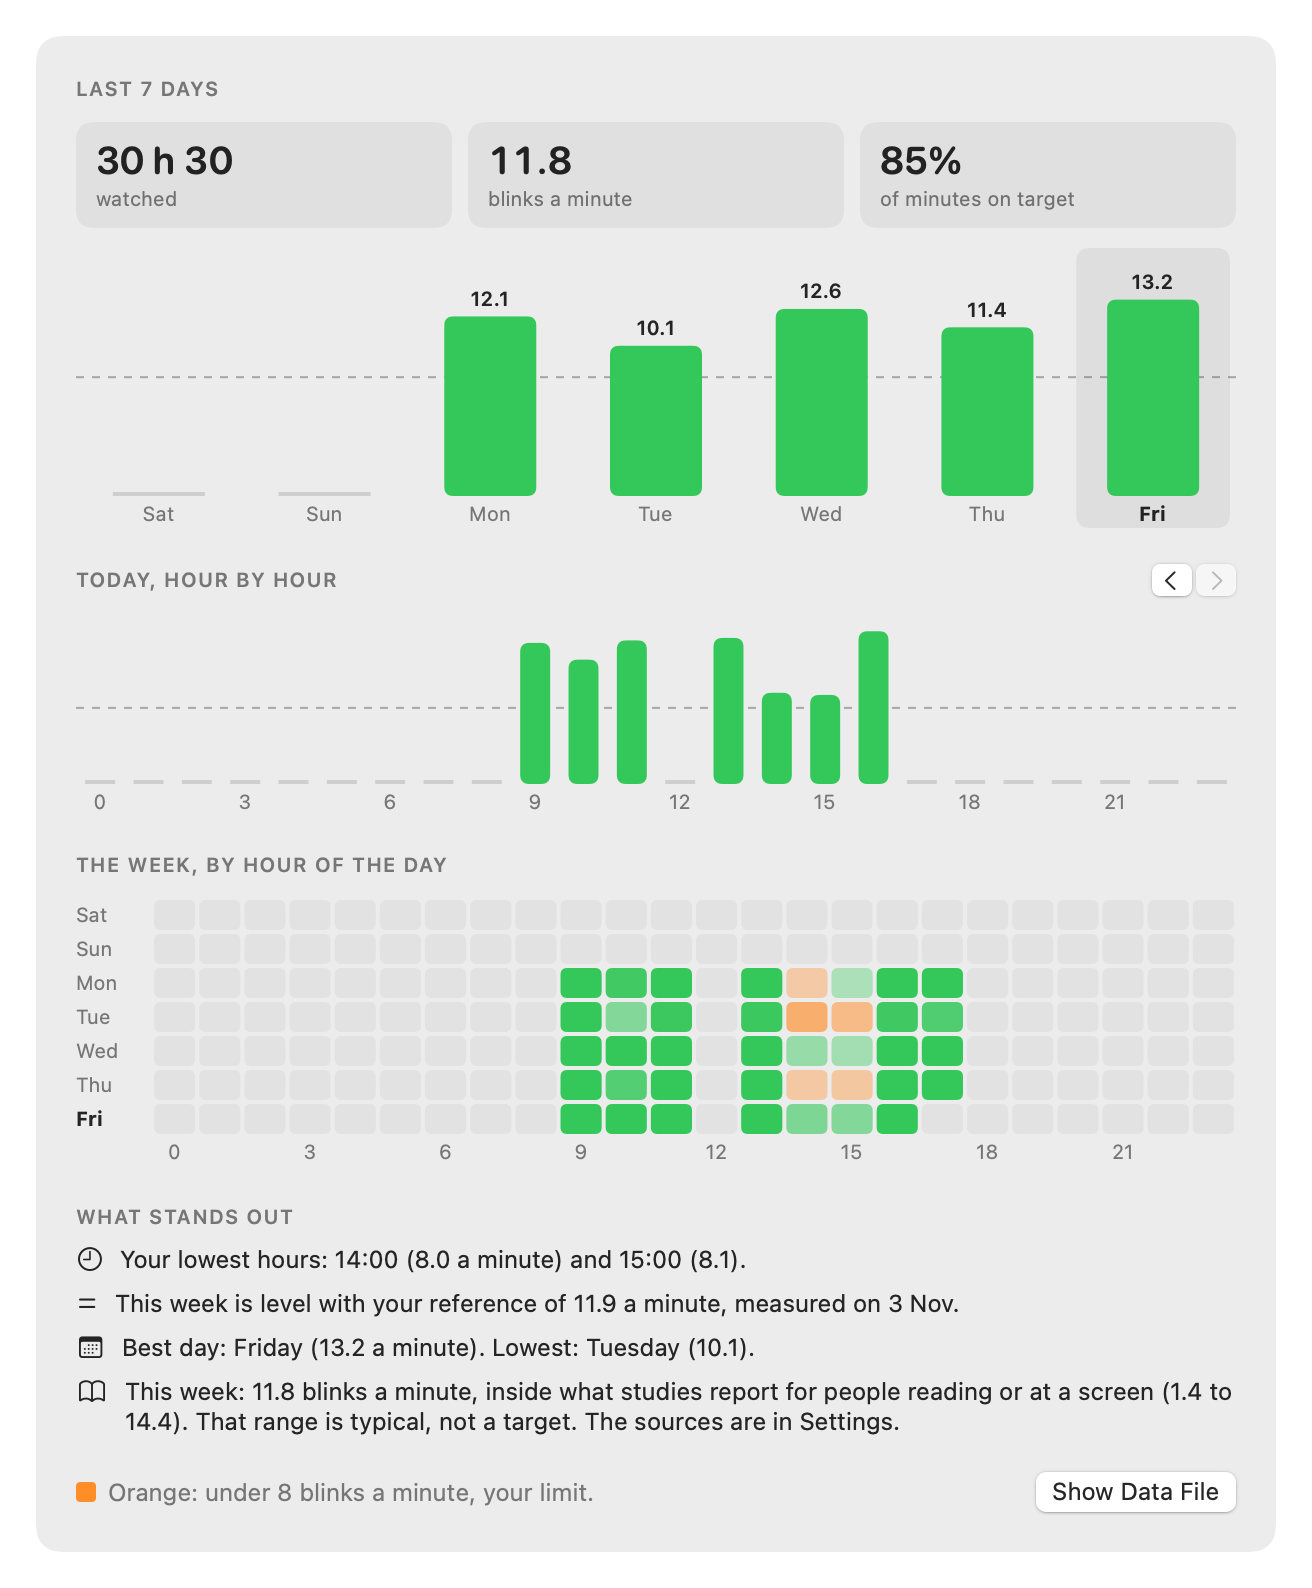 LAST 7 DAYS
30 h 30
watched
11.8
blinks a minute
85%
of minutes on target
12.1
10.1
12.6
11.4
13.2
Sat Sun Mon Tue Wed Thu Fri
TODAY, HOUR BY HOUR
0 3 6 9 12 15 18 21
THE WEEK, BY HOUR OF THE DAY
Sat
Sun
Mon
Tue
Wed
Thu
Fri
0 3 6 9 12 15 18 21
WHAT STANDS OUT
Your lowest hours: 14:00 (8.0 a minute) and 15:00 (8.1).
This week is level with your reference of 11.9 a minute, measured on 3 Nov.
Best day: Friday (13.2 a minute). Lowest: Tuesday (10.1).
This week: 11.8 blinks a minute, inside what studies report for people reading or at a screen (1.4 to
14.4). That range is typical, not a target. The sources are in Settings.
Orange: under 8 blinks a minute, your limit.
Show Data File